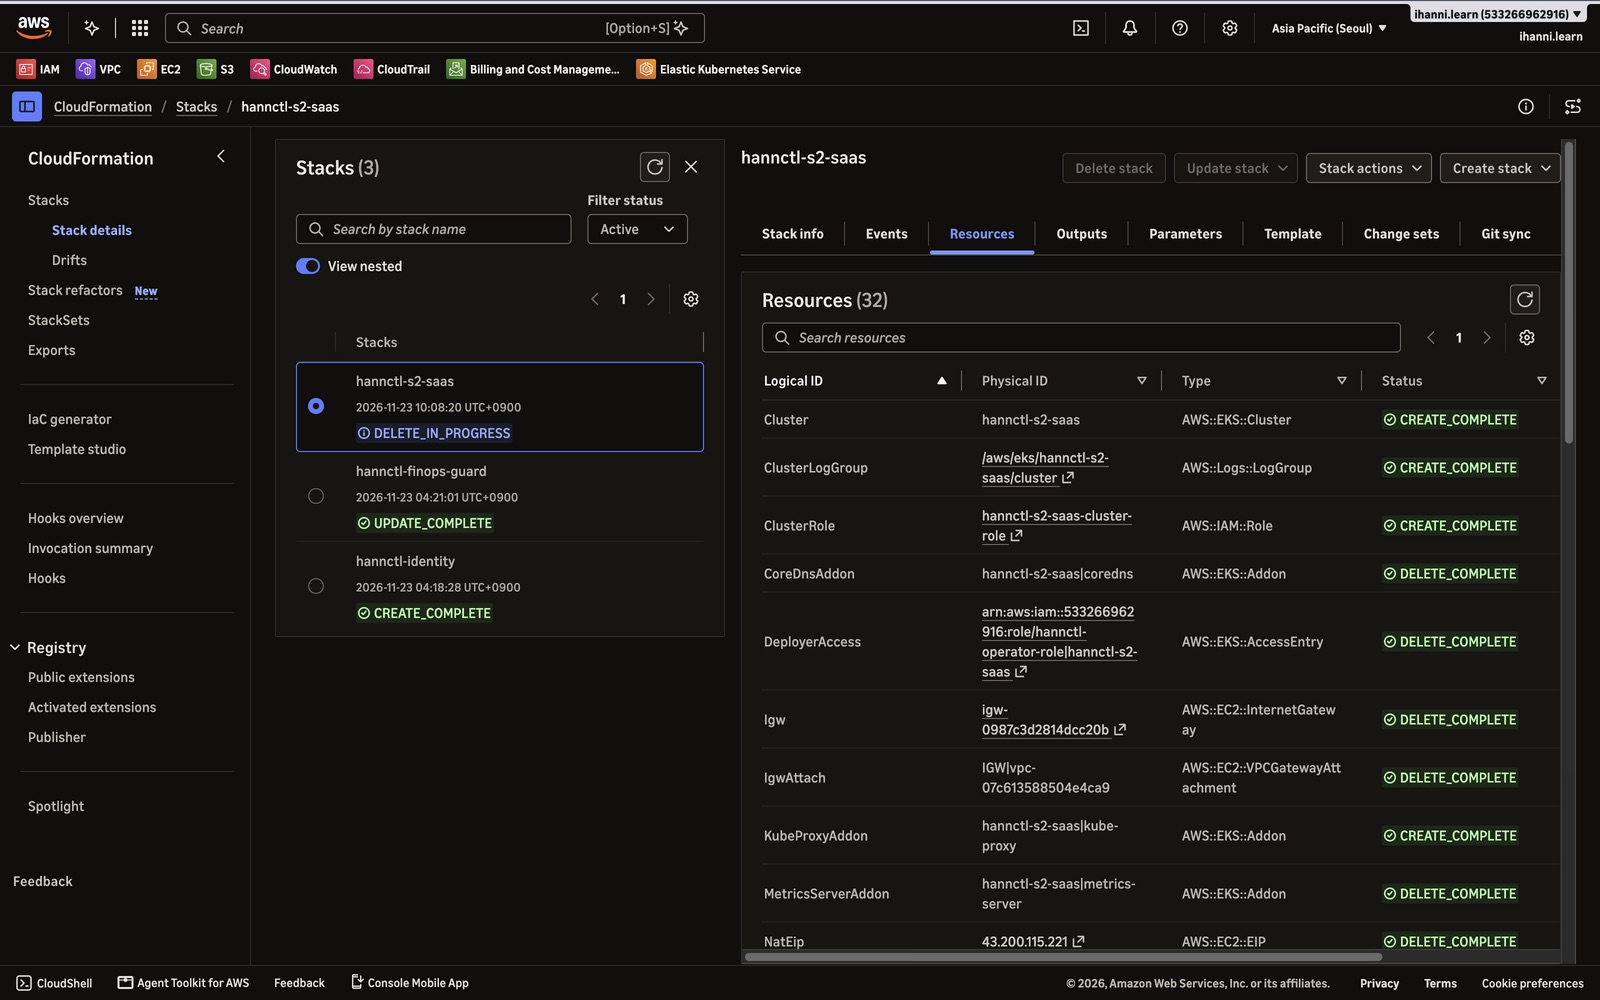 aws
Search
[Option+S]
Asia Pacific (Seoul)
ihanni.learn (533266962916)
ihanni.learn
IAM
VPC
EC2
S3
CloudWatch
CloudTrail
Billing and Cost Manageme...
Elastic Kubernetes Service
CloudFormation / Stacks / hannctl-s2-saas
CloudFormation
Stacks
Stack details
Drifts
Stack refactors New
StackSets
Exports
IaC generator
Template studio
Hooks overview
Invocation summary
Hooks
Registry
Public extensions
Activated extensions
Publisher
Spotlight
Feedback
Stacks (3)
Filter status
Search by stack name
Active
View nested
1
Stacks
hannctl-s2-saas
2026-11-23 10:08:20 UTC+0900
DELETE_IN_PROGRESS
hannctl-finops-guard
2026-11-23 04:21:01 UTC+0900
UPDATE_COMPLETE
hannctl-identity
2026-11-23 04:18:28 UTC+0900
CREATE_COMPLETE
hannctl-s2-saas
Delete stack
Update stack
Stack actions
Create stack
Stack info
Events
Resources
Outputs
Parameters
Template
Change sets
Git sync
Resources (32)
Search resources
1
Logical ID
Physical ID
Type
Status
Cluster
hannctl-s2-saas
AWS::EKS::Cluster
CREATE_COMPLETE
ClusterLogGroup
/aws/eks/hannctl-s2-
saas/cluster
AWS::Logs::LogGroup
CREATE_COMPLETE
ClusterRole
hannctl-s2-saas-cluster-
role
AWS::IAM::Role
CREATE_COMPLETE
CoreDnsAddon
hannctl-s2-saas|coredns
AWS::EKS::Addon
DELETE_COMPLETE
DeployerAccess
arn:aws:iam::533266962
916:role/hannctl-
operator-role|hannctl-s2-
saas
AWS::EKS::AccessEntry
DELETE_COMPLETE
Igw
igw-
0987c3d2814dcc20b
AWS::EC2::InternetGatew
ay
DELETE_COMPLETE
IgwAttach
IGW|vpc-
07c613588504e4ca9
AWS::EC2::VPCGatewayAtt
achment
DELETE_COMPLETE
KubeProxyAddon
hannctl-s2-saas|kube-
proxy
AWS::EKS::Addon
CREATE_COMPLETE
MetricsServerAddon
hannctl-s2-saas|metrics-
server
AWS::EKS::Addon
DELETE_COMPLETE
NatEip
43.200.115.221
AWS::EC2::EIP
DELETE_COMPLETE
CloudShell
Agent Toolkit for AWS
Feedback
Console Mobile App
© 2026, Amazon Web Services, Inc. or its affiliates.
Privacy
Terms
Cookie preferences